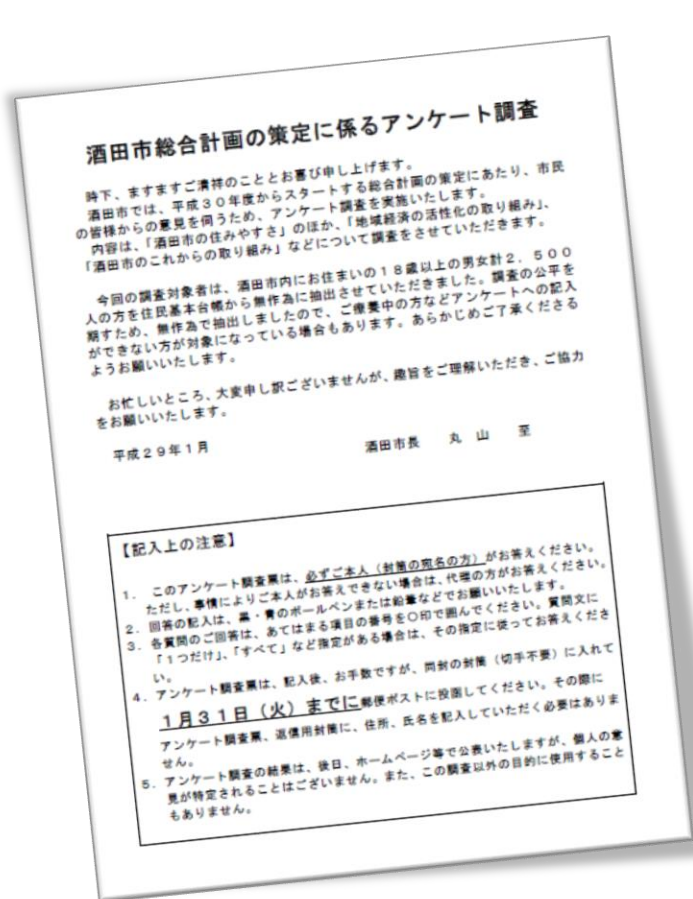 酒田市総合計画の策定に係るアンケート調査
時下、ますますご清祥のこととお喜び申し上げます。
酒田市では、平成30年度からスタートする総合計画の策定にあたり、市民
の皆様からの意見を伺うため、アンケート調査を実施いたします。
内容は、「酒田市の住みやすさ」のほか、「地域経済の活性化の取り組み」、
「酒田市のこれからの取り組み」などについて調査をさせていただきます。
今回の調査対象者は、酒田市内にお住まいの18歳以上の男女計2.500
人の方を住民基本台帳から無作為に抽出させていただきました。調査の公平を
期すため、無作為で抽出しましたので、ご療養中の方などアンケートへの記入
ができない方が対象になっている場合もあります。あらかじめご了承くださる
ようお願いいたします。
お忙しいところ、大変申し訳ございませんが、趣旨をご理解いただき、ご協力
をお願いいたします。
平成29年1月 酒田市長 丸山 至
【記入上の注意】
1. このアンケート調査票は、必ずご本人（封筒の宛名の方）がお答えください。
ただし、事情によりご本人がお答えできない場合は、代理の方がお答えください。
2. 回答の記入は、黒・青のボールペンまたは鉛筆などでお願いいたします。
3. 各質問のご回答は、あてはまる項目の番号を○印で囲んでください。質問文に
「1つだけ」、「すべて」など指定がある場合は、その指定に従ってお答えくださ
い。
4. アンケート調査票は、記入後、お手数ですが、同封の封筒（切手不要）に入れて
1月31日（火）までに郵便ポストに投函してください。その際に
アンケート調査票、返信用封筒に、住所、氏名を記入していただく必要はありま
せん。
5. アンケート調査の結果は、後日、ホームページ等で公表いたしますが、個人の意
見が特定されることはございません。また、この調査以外の目的に使用すること
もありません。